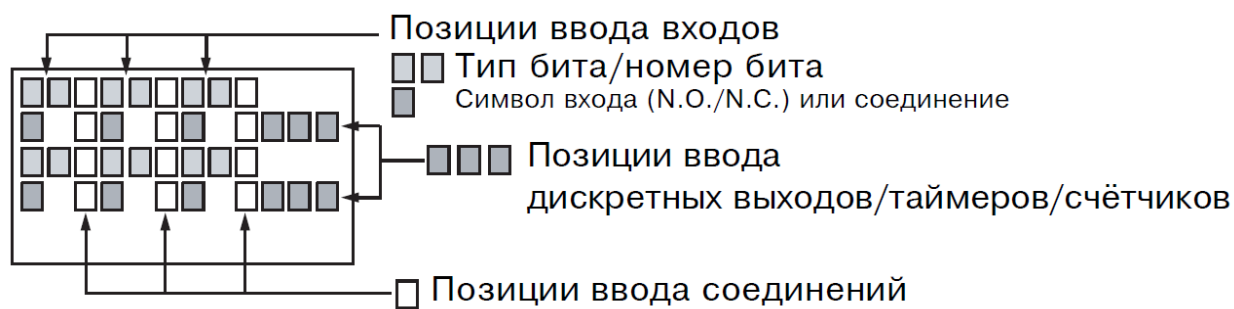 Позиции ввода входов
Тип бита/номер бита
Символ входа (N.O./N.C.) или соединение
Позиции ввода
дискретных выходов/таймеров/счётчиков
Позиции ввода соединений